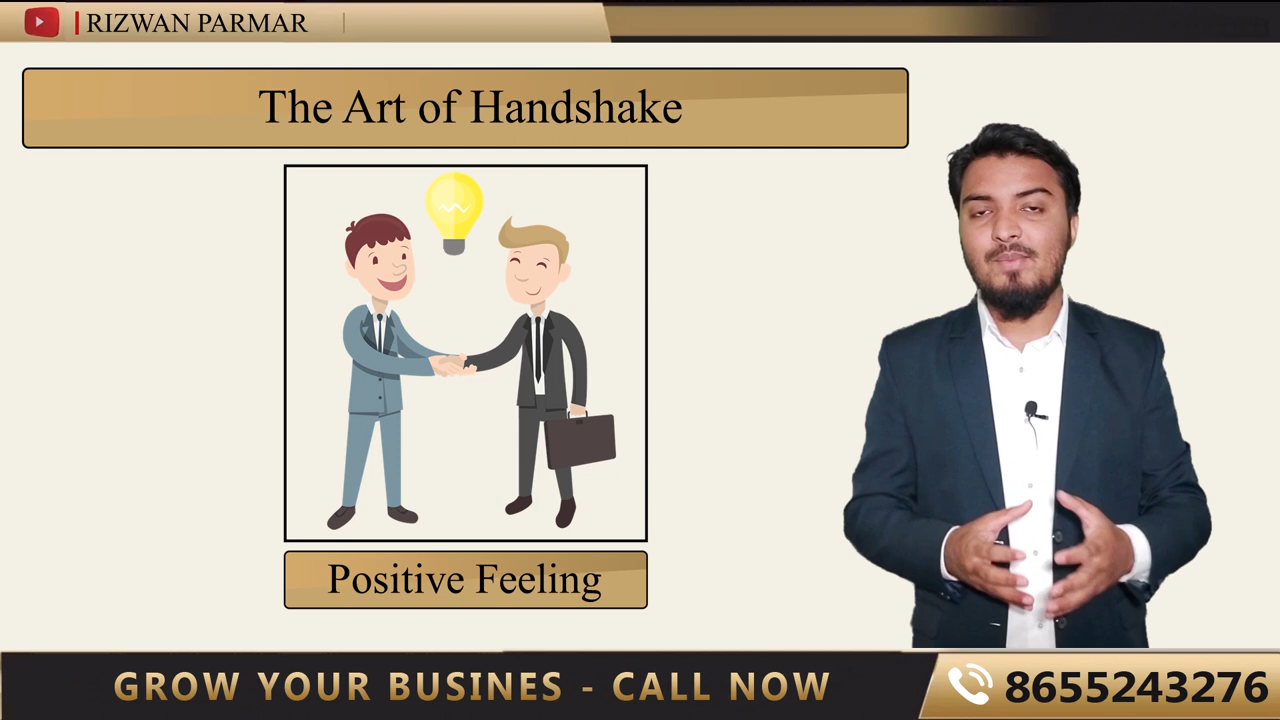 RIZWAN PARMAR
The Art of Handshake
Positive Feeling
GROW YOUR BUSINES - CALL NOW
8655243276